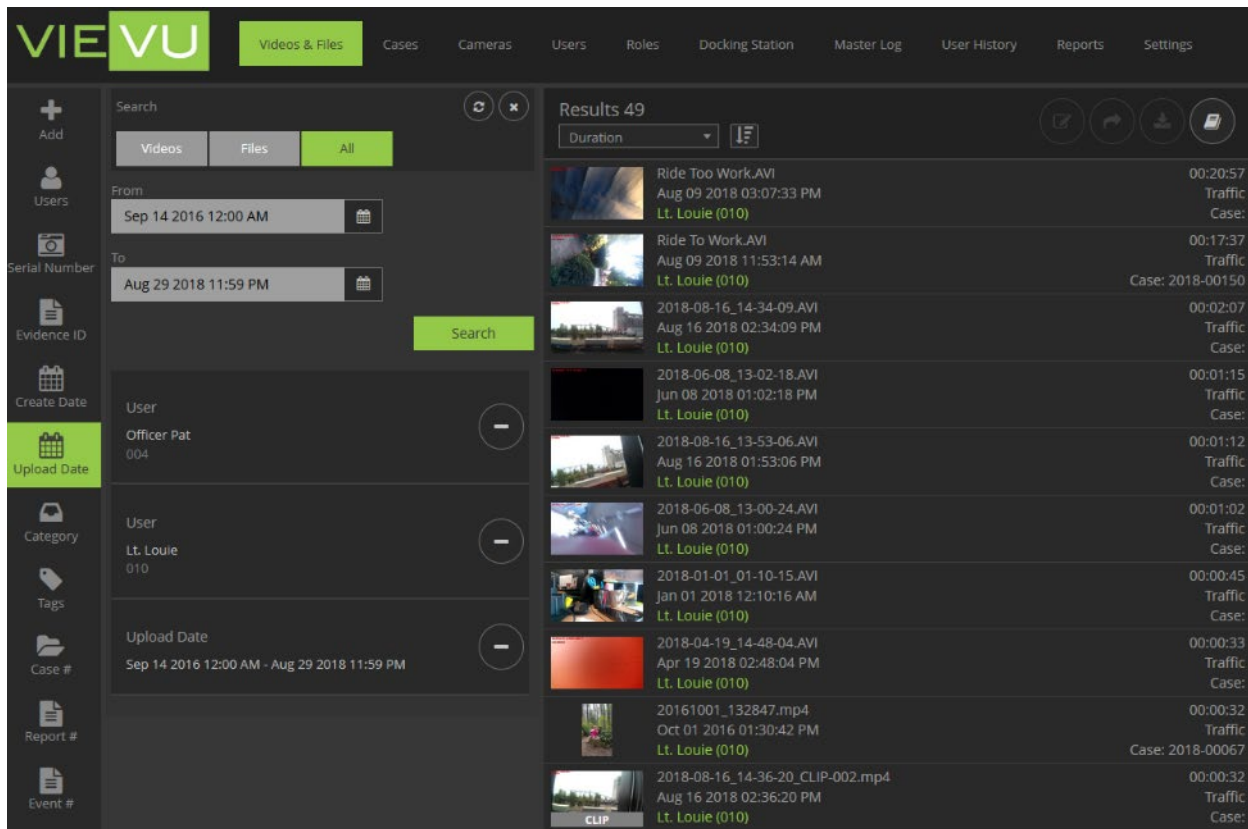 VIEVU
Videos & Files Cases Cameras Users Roles Docking Station Master Log User History Reports Settings
Add
Users
Serial Number
Evidence ID
Create Date
Upload Date
Category
Tags
Case #
Report #
Event #
Search
Videos Files All
From
Sep 14 2016 12:00 AM
To
Aug 29 2018 11:59 PM
Search
User
Officer Pat
004
User
Lt. Louie
010
Upload Date
Sep 14 2016 12:00 AM - Aug 29 2018 11:59 PM
Results 49
Duration
Ride Too Work.AVI 00:20:57
Aug 09 2018 03:07:33 PM Traffic
Lt. Louie (010) Case:
Ride To Work.AVI 00:17:37
Aug 09 2018 11:53:14 AM Traffic
Lt. Louie (010) Case: 2018-00150
2018-08-16_14-34-09.AVI 00:02:07
Aug 16 2018 02:34:09 PM Traffic
Lt. Louie (010) Case:
2018-06-08_13-02-18.AVI 00:01:15
Jun 08 2018 01:02:18 PM Traffic
Lt. Louie (010) Case:
2018-08-16_13-53-06.AVI 00:01:12
Aug 16 2018 01:53:06 PM Traffic
Lt. Louie (010) Case:
2018-06-08_13-00-24.AVI 00:01:02
Jun 08 2018 01:00:24 PM Traffic
Lt. Louie (010) Case:
2018-01-01_01-10-15.AVI 00:00:45
Jan 01 2018 12:10:16 AM Traffic
Lt. Louie (010) Case:
2018-04-19_14-48-04.AVI 00:00:33
Apr 19 2018 02:48:04 PM Traffic
Lt. Louie (010) Case:
20161001_132847.mp4 00:00:32
Oct 01 2016 01:30:42 PM Traffic
Lt. Louie (010) Case: 2018-00067
2018-08-16_14-36-20_CLIP-002.mp4 00:00:32
Aug 16 2018 02:36:20 PM Traffic
CLIP Lt. Louie (010) Case: